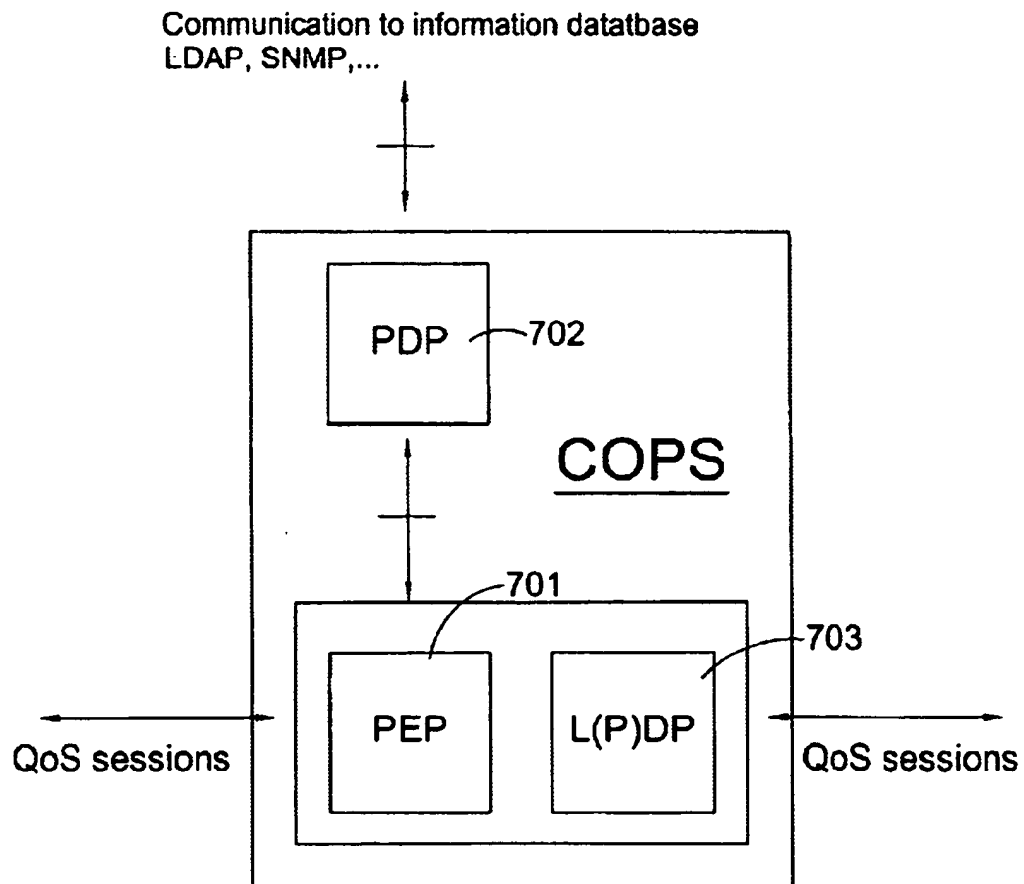 Communication to information datatbase
LDAP, SNMP,...
PDP
702
COPS
701
703
PEP
L(P)DP
QoS sessions
QoS sessions